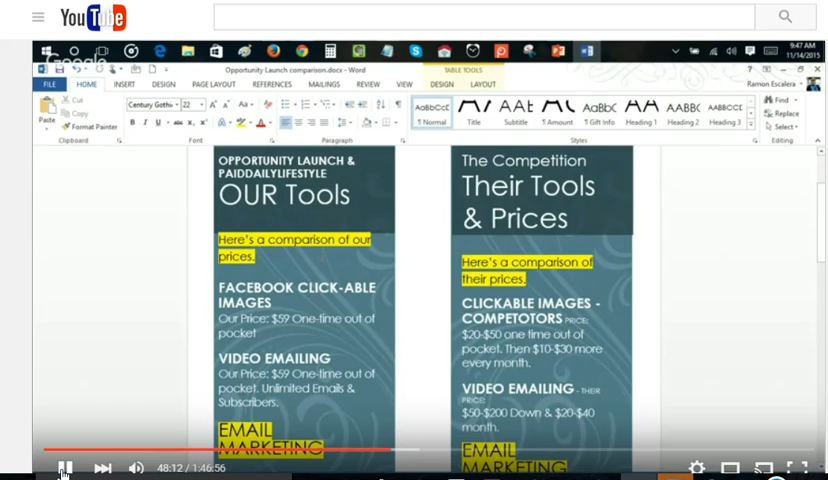 YouTube
9:47 AM
11/14/2015
Google
Opportunity Launch comparison.docx - Word
TABLE TOOLS
Ramon Escalera
FILE HOME INSERT DESIGN PAGE LAYOUT REFERENCES MAILINGS REVIEW VIEW DESIGN LAYOUT
Cut
Copy
Format Painter
Paste
Century Gothi 22
AaBbCcD AaBbC AABBC AABBCCC
¶ Normal Title Subtitle ¶ Amount ¶ Gift Info Heading 1 Heading 2 Heading 3
Find
Replace
Select
Clipboard Font Paragraph Styles Editing
OPPORTUNITY LAUNCH &
PAIDDAILYLIFESTYLE
OUR Tools
Here's a comparison of our
prices.
FACEBOOK CLICK-ABLE
IMAGES
Our Price: $59 One-time out of
pocket
VIDEO EMAILING
Our Price: $59 One-time out of
pocket. Unlimited Emails &
Subscribers.
EMAIL
MARKETING
The Competition
Their Tools
& Prices
Here's a comparison of
their prices.
CLICKABLE IMAGES -
COMPETOTORS PRICE:
$20-$50 one time out of
pocket. Then $10-$30 more
every month.
VIDEO EMAILING - THEIR
PRICE:
$50-$200 Down & $20-$40
month.
EMAIL
MARKETING
48:12 / 1:46:56